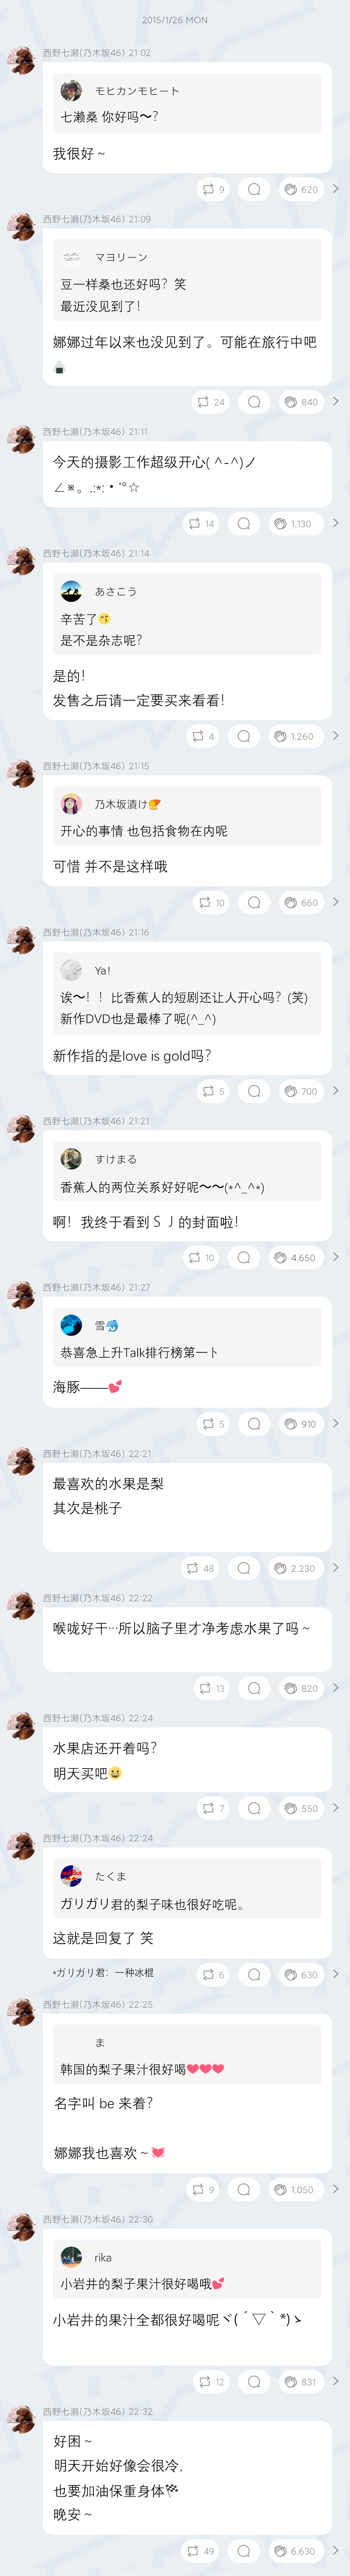 2015/1/26 MON
西野七瀬(乃木坂46) 21:02
モヒカンモヒート
七濑桑 你好吗～?
我很好 ~
9 620
西野七瀬(乃木坂46) 21:09
マヨリーン
豆一样桑也还好吗? 笑
最近没见到了!
娜娜过年以来也没见到了。可能在旅行中吧
🍙
24 840
西野七瀬(乃木坂46) 21:11
今天的摄影工作超级开心( ^-^)ノ
∠※。.:*:・'°☆
14 1,130
西野七瀬(乃木坂46) 21:14
あさこう
辛苦了😙
是不是杂志呢?
是的!
发售之后请一定要买来看看!
4 1,260
西野七瀬(乃木坂46) 21:15
乃木坂漬け🍤
开心的事情 也包括食物在内呢
可惜 并不是这样哦
10 660
西野七瀬(乃木坂46) 21:16
Ya!
诶～！！比香蕉人的短剧还让人开心吗? (笑)
新作DVD也是最棒了呢(^_^)
新作指的是love is gold吗?
5 700
西野七瀬(乃木坂46) 21:21
すけまる
香蕉人的两位关系好好呢～～(*^_^*)
啊! 我终于看到ＳＪ的封面啦!
10 4,650
西野七瀬(乃木坂46) 21:27
雪🐬
恭喜急上升Talk排行榜第一ト
海豚——💕
5 910
西野七瀬(乃木坂46) 22:21
最喜欢的水果是梨
其次是桃子
48 2,230
西野七瀬(乃木坂46) 22:22
喉咙好干…所以脑子里才净考虑水果了吗 ~
13 820
西野七瀬(乃木坂46) 22:24
水果店还开着吗?
明天买吧😆
7 550
西野七瀬(乃木坂46) 22:24
たくま
ガリガリ君的梨子味也很好吃呢。
这就是回复了 笑
*ガリガリ君: 一种冰棍
6 630
西野七瀬(乃木坂46) 22:25
ま
韩国的梨子果汁很好喝❤❤❤
名字叫 be 来着?
娜娜我也喜欢 ~ 💓
9 1,050
西野七瀬(乃木坂46) 22:30
rika
小岩井的梨子果汁很好喝哦💕
小岩井的果汁全都很好喝呢ヾ(´▽｀*)ゝ
12 831
西野七瀬(乃木坂46) 22:32
好困 ~
明天开始好像会很冷,
也要加油保重身体🏁
晚安 ~
49 6,630